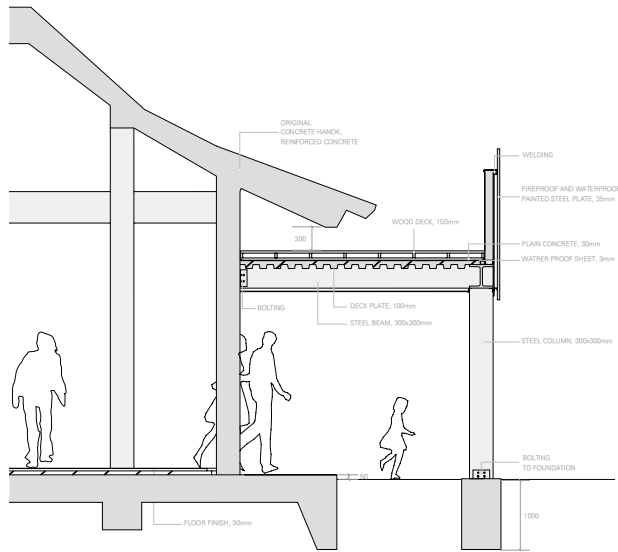 ORIGINAL
CONCRETE HANOK,
REINFORCED CONCRETE
WELDING
FIREPROOF AND WATERPROOF
PAINTED STEEL PLATE, 35mm
WOOD DECK, 150mm
300
PLAIN CONCRETE, 30mm
WATRER PROOF SHEET, 3mm
BOLTING
DECK PLATE, 100mm
STEEL BEAM, 300x300mm
STEEL COLUMN, 300x300mm
BOLTING
TO FOUNDATION
50
1000
FLOOR FINISH, 30mm